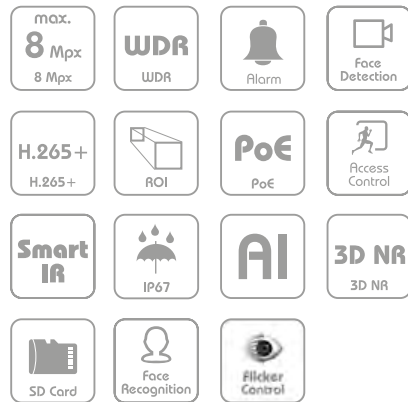 max.
8 Mpx
8 Mpx
WDR
WDR
Alarm
Face
Detection
H.265+
H.265+
ROI
PoE
PoE
Access
Control
Smart
IR
IP67
AI
3D NR
3D NR
SD Card
Face
Recognition
Flicker
Control